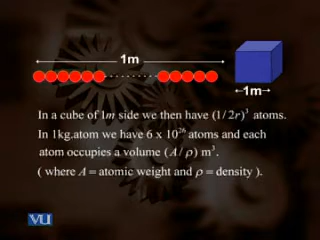 1m
1m
In a cube of 1m side we then have (1/2r)³ atoms.
In 1kg.atom we have 6 x 10²⁶ atoms and each
atom occupies a volume (A/ρ) m³.
( where A = atomic weight and ρ = density ).
VU